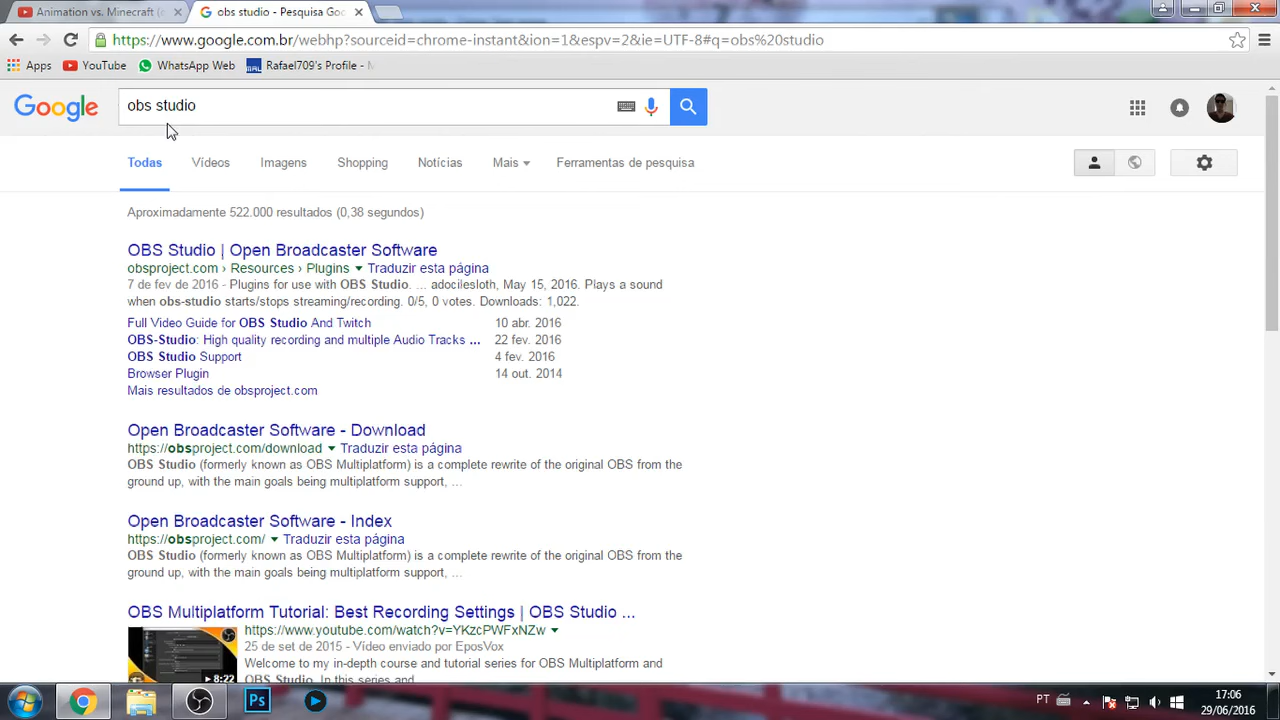 Animation vs. Minecraft (o
obs studio - Pesquisa Goo
https://www.google.com.br/webhp?sourceid=chrome-instant&ion=1&espv=2&ie=UTF-8#q=obs%20studio
Apps YouTube WhatsApp Web Rafael709's Profile - M
Google obs studio
Todas Vídeos Imagens Shopping Notícias Mais Ferramentas de pesquisa
Aproximadamente 522.000 resultados (0,38 segundos)
OBS Studio | Open Broadcaster Software
obsproject.com › Resources › Plugins Traduzir esta página
7 de fev de 2016 - Plugins for use with OBS Studio. ... adocilesloth, May 15, 2016. Plays a sound
when obs-studio starts/stops streaming/recording. 0/5, 0 votes. Downloads: 1,022.
Full Video Guide for OBS Studio And Twitch 10 abr. 2016
OBS-Studio: High quality recording and multiple Audio Tracks ... 22 fev. 2016
OBS Studio Support 4 fev. 2016
Browser Plugin 14 out. 2014
Mais resultados de obsproject.com
Open Broadcaster Software - Download
https://obsproject.com/download Traduzir esta página
OBS Studio (formerly known as OBS Multiplatform) is a complete rewrite of the original OBS from the
ground up, with the main goals being multiplatform support, ...
Open Broadcaster Software - Index
https://obsproject.com/ Traduzir esta página
OBS Studio (formerly known as OBS Multiplatform) is a complete rewrite of the original OBS from the
ground up, with the main goals being multiplatform support, ...
OBS Multiplatform Tutorial: Best Recording Settings | OBS Studio ...
https://www.youtube.com/watch?v=YKzcPWFxNZw
25 de set de 2015 - Vídeo enviado por EposVox
Welcome to my in-depth course and tutorial series for OBS Multiplatform and
OBS Studio. In this series and
8:22
Ps
PT
17:06
29/06/2016